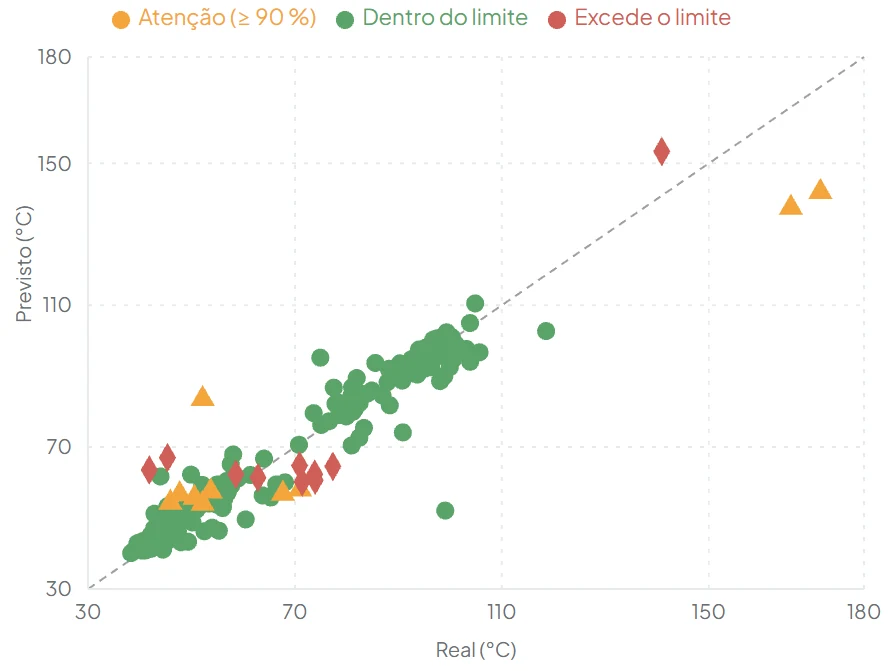 Atenção (≥ 90 %) Dentro do limite Excede o limite
180
150
110
70
30
Previsto (°C)
30 70 110 150 180
Real (°C)